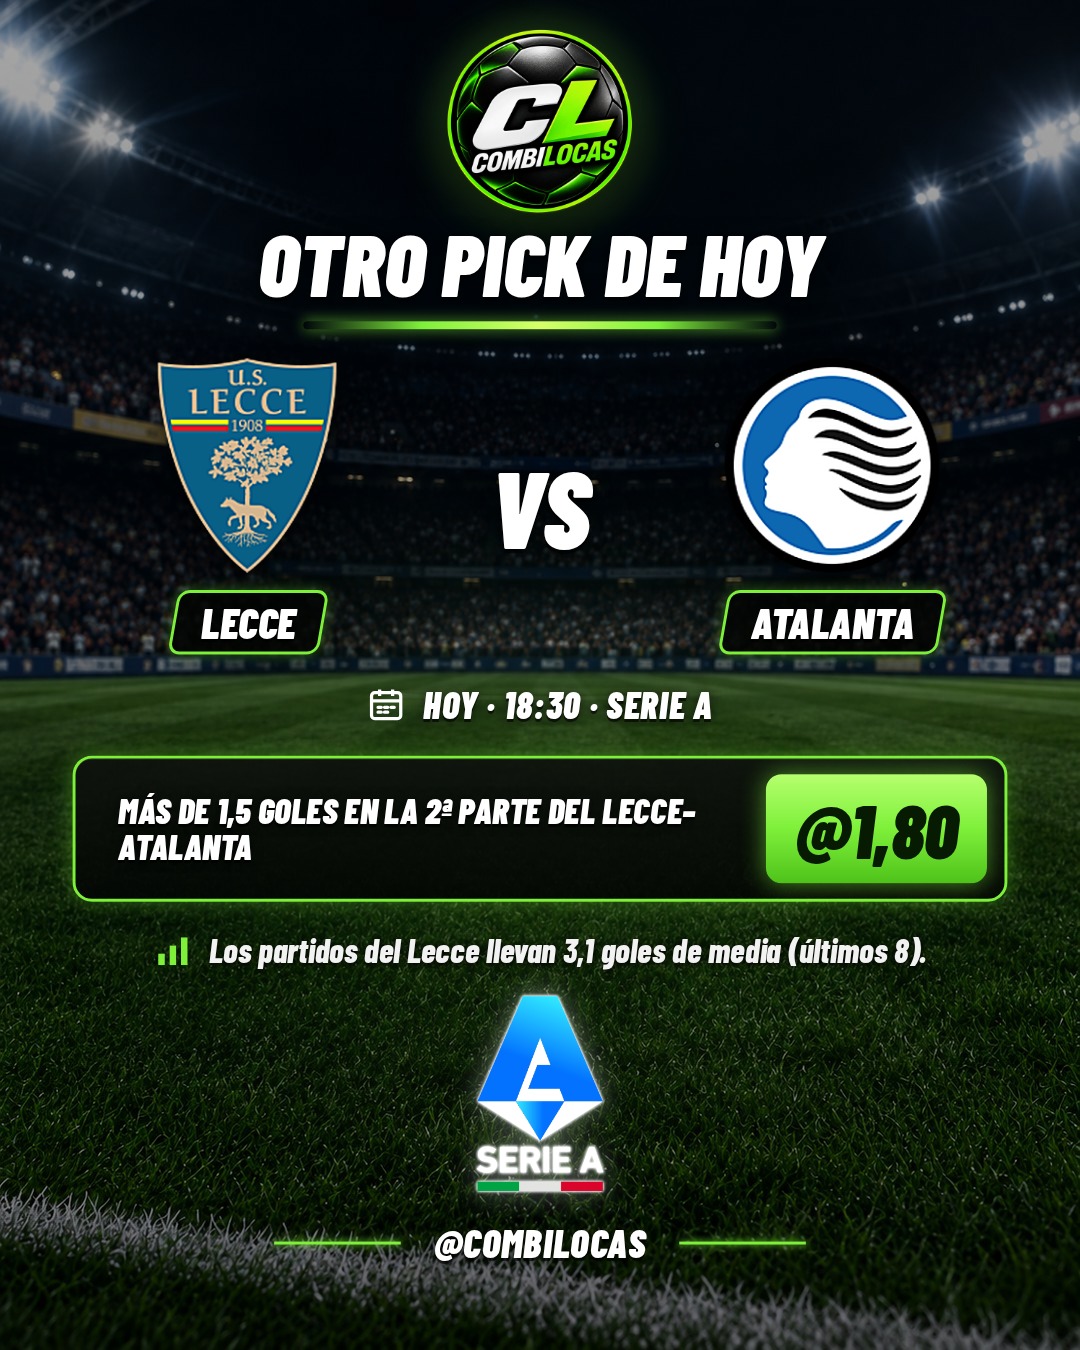 CL
COMBILOCAS
OTRO PICK DE HOY
U.S.
LECCE
1908
VS
LECCE
ATALANTA
HOY · 18:30 · SERIE A
MÁS DE 1,5 GOLES EN LA 2ª PARTE DEL LECCE-
ATALANTA
@1,80
Los partidos del Lecce llevan 3,1 goles de media (últimos 8).
SERIE A
@COMBILOCAS